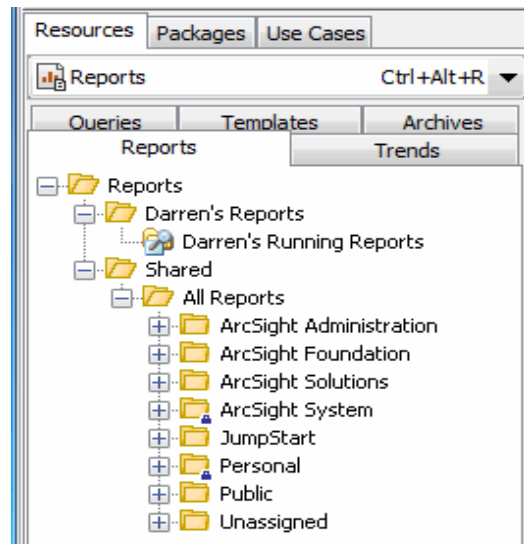 Resources Packages Use Cases
Reports Ctrl+Alt+R
Queries Templates Archives
Reports Trends
Reports
Darren's Reports
Darren's Running Reports
Shared
All Reports
ArcSight Administration
ArcSight Foundation
ArcSight Solutions
ArcSight System
JumpStart
Personal
Public
Unassigned